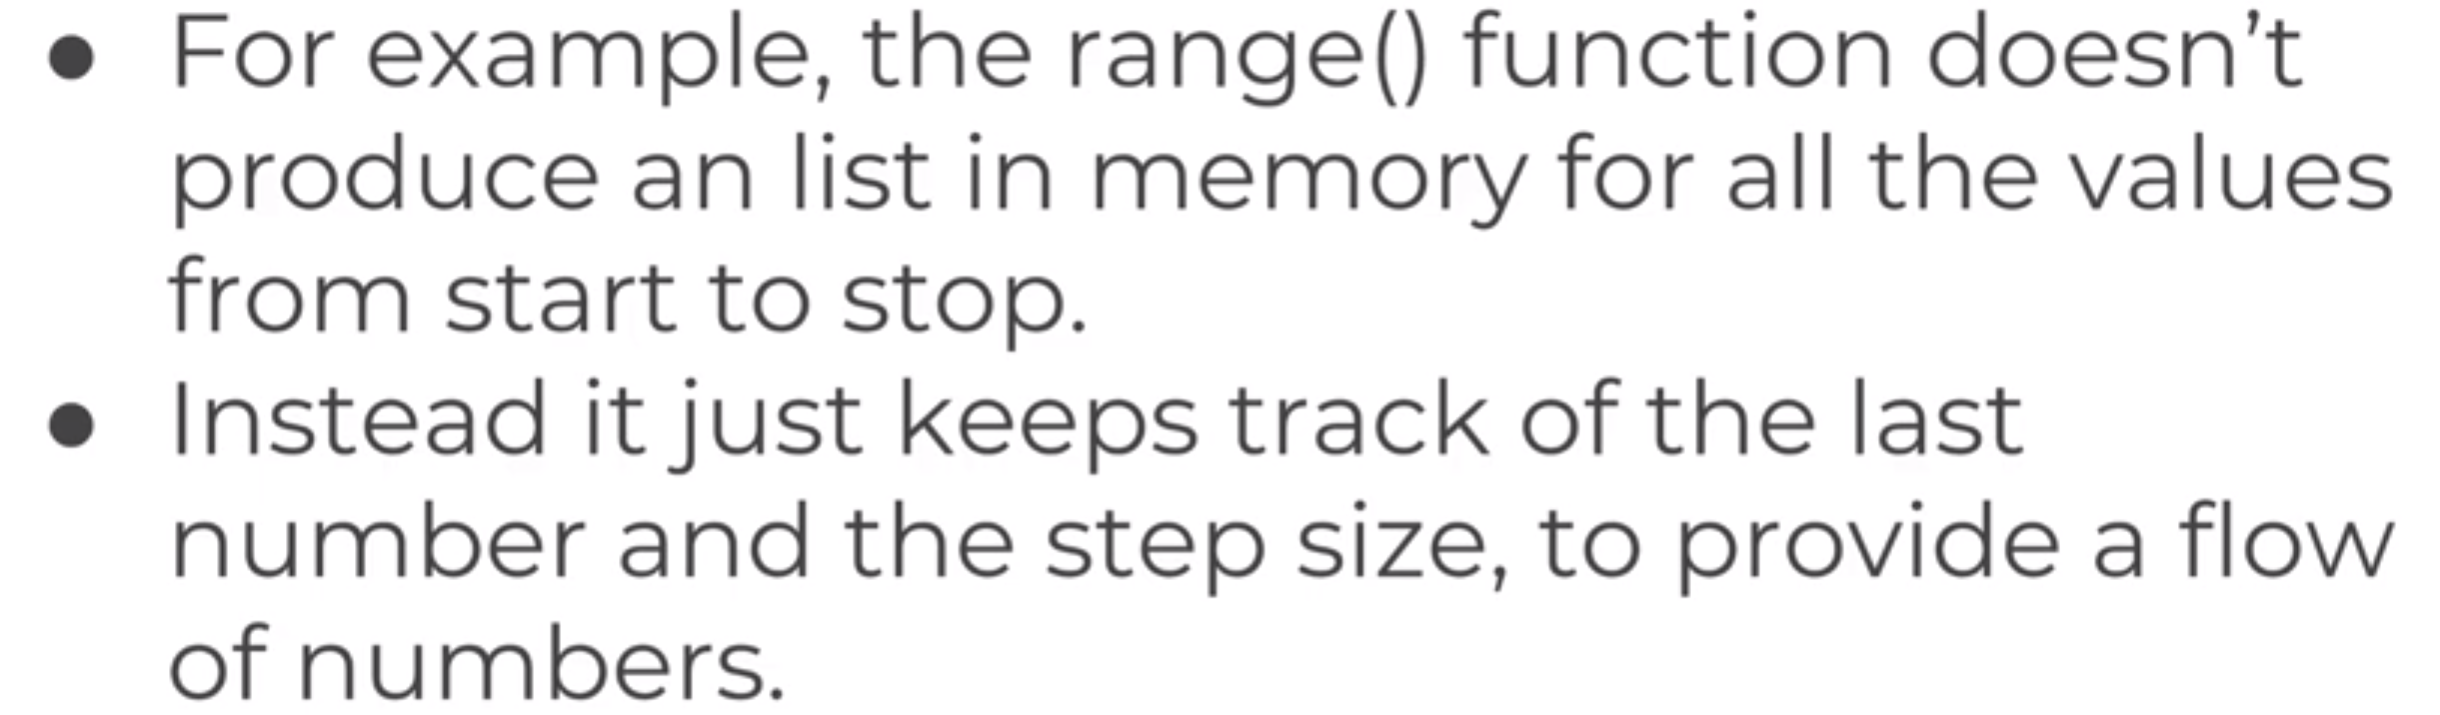 ● For example, the range() function doesn’t
produce an list in memory for all the values
from start to stop.
● Instead it just keeps track of the last
number and the step size, to provide a flow
of numbers.